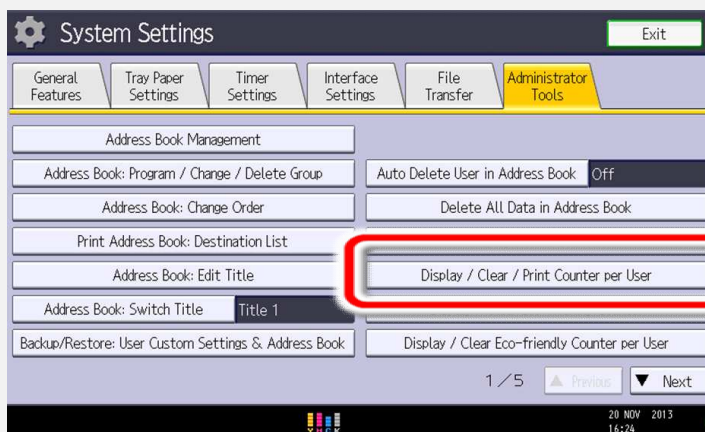 System Settings
Exit
General Features
Tray Paper Settings
Timer Settings
Interface Settings
File Transfer
Administrator Tools
Address Book Management
Address Book: Program / Change / Delete Group
Auto Delete User in Address Book Off
Address Book: Change Order
Delete All Data in Address Book
Print Address Book: Destination List
Address Book: Edit Title
Display / Clear / Print Counter per User
Address Book: Switch Title Title 1
Backup/Restore: User Custom Settings & Address Book
Display / Clear Eco-friendly Counter per User
1/5
▲ Previous
▼ Next
Y M C K
20 NOV 2013
16:24